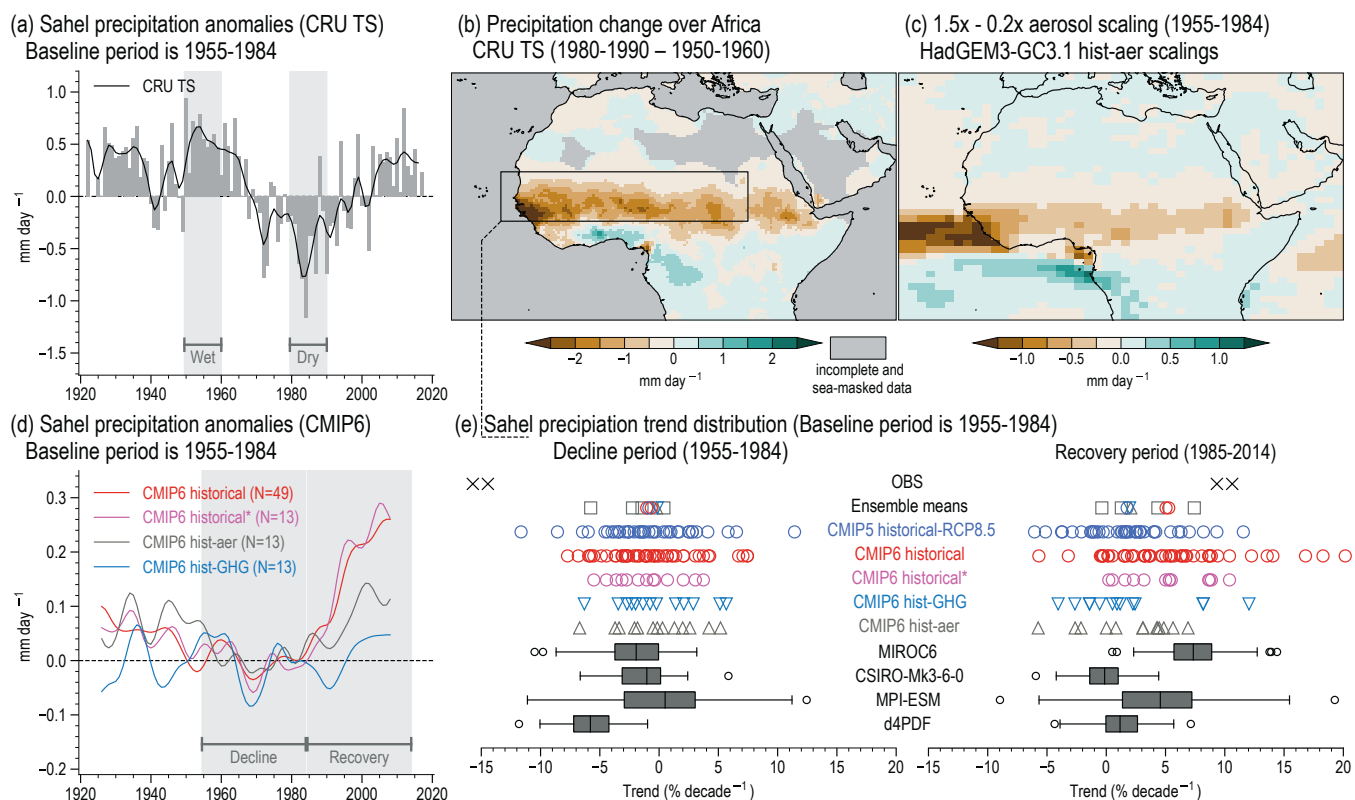 (a) Sahel precipitation anomalies (CRU TS)
Baseline period is 1955-1984
CRU TS
1.0
0.5
0.0
−0.5
−1.0
−1.5
mm day −1
Wet
Dry
1920 1940 1960 1980 2000 2020
(b) Precipitation change over Africa
CRU TS (1980-1990 – 1950-1960)
−2 −1 0 1 2
mm day −1
incomplete and
sea-masked data
(c) 1.5x - 0.2x aerosol scaling (1955-1984)
HadGEM3-GC3.1 hist-aer scalings
−1.0 −0.5 0.0 0.5 1.0
mm day −1
(d) Sahel precipitation anomalies (CMIP6)
Baseline period is 1955-1984
CMIP6 historical (N=49)
CMIP6 historical* (N=13)
CMIP6 hist-aer (N=13)
CMIP6 hist-GHG (N=13)
0.3
0.2
0.1
0.0
−0.1
−0.2
mm day −1
Decline
Recovery
1920 1940 1960 1980 2000 2020
(e) Sahel precipitation trend distribution (Baseline period is 1955-1984)
Decline period (1955-1984)
Recovery period (1985-2014)
OBS
Ensemble means
CMIP5 historical-RCP8.5
CMIP6 historical
CMIP6 historical*
CMIP6 hist-GHG
CMIP6 hist-aer
MIROC6
CSIRO-Mk3-6-0
MPI-ESM
d4PDF
−15 −10 −5 0 5 10 15 20
Trend (% decade−1)
−15 −10 −5 0 5 10 15 20
Trend (% decade−1)